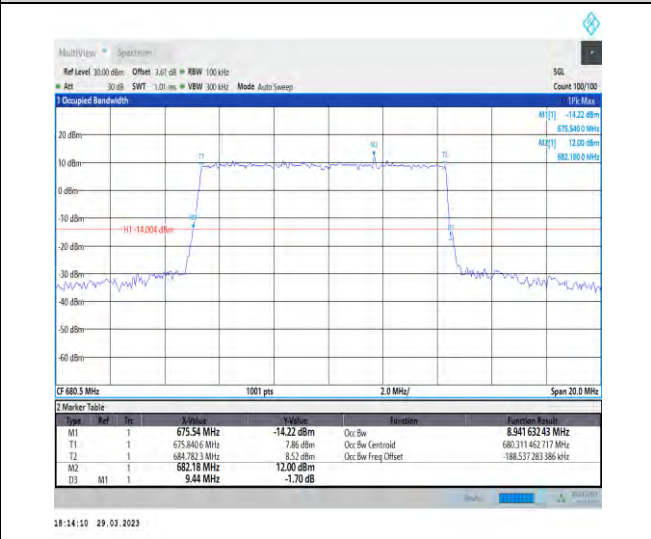 MultiView Spectrum
Ref Level 30.00 dBm Offset 3.61 dB RBW 100 kHz SGL
Att 30 dB SWT 1.01 ms VBW 300 kHz Mode Auto Sweep Count 100/100
1 Occupied Bandwidth 1Pk Max
M1[1] -14.22 dBm
675.540 0 MHz
M2[1] 12.00 dBm
682.180 0 MHz
20 dBm
M2
T1
T2
10 dBm
0 dBm
-10 dBm
H1 -14.004 dBm
-20 dBm
-30 dBm
-40 dBm
-50 dBm
-60 dBm
CF 680.5 MHz 1001 pts 2.0 MHz/ Span 20.0 MHz
2 Marker Table
Type Ref Trc X-Value Y-Value Function Function Result
M1 1 675.54 MHz -14.22 dBm Occ Bw 8.941 632 43 MHz
T1 1 675.840 6 MHz 7.86 dBm Occ Bw Centroid 680.311 462 717 MHz
T2 1 684.782 3 MHz 8.52 dBm Occ Bw Freq Offset -188.537 283 386 kHz
M2 1 682.18 MHz 12.00 dBm
D3 M1 1 9.44 MHz -1.70 dB
18:14:10 29.03.2023